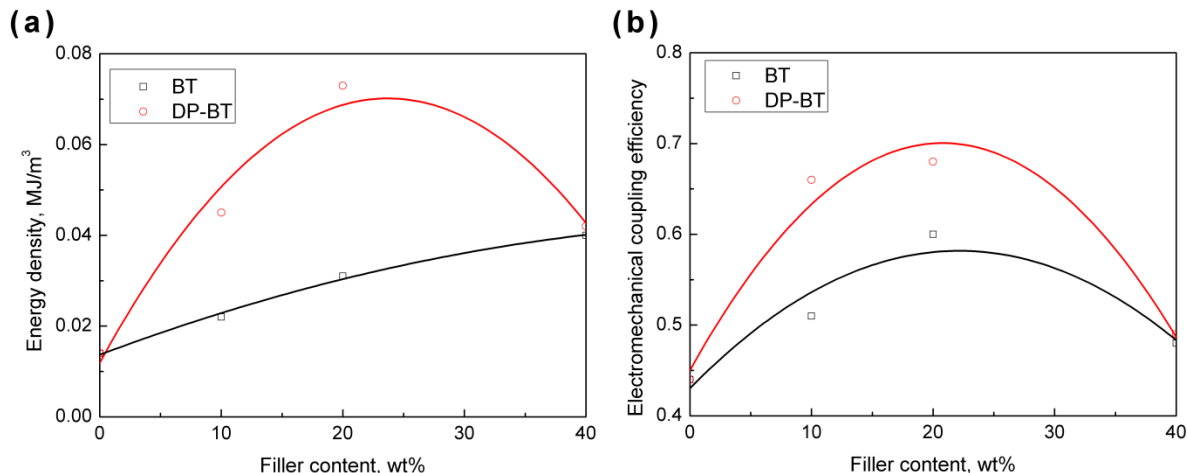 (a)
0.08
0.06
0.04
0.02
0.00
Energy density, MJ/m³
BT
DP-BT
0
10
20
30
40
Filler content, wt%
(b)
0.8
0.7
0.6
0.5
0.4
Electromechanical coupling efficiency
BT
DP-BT
0
10
20
30
40
Filler content, wt%